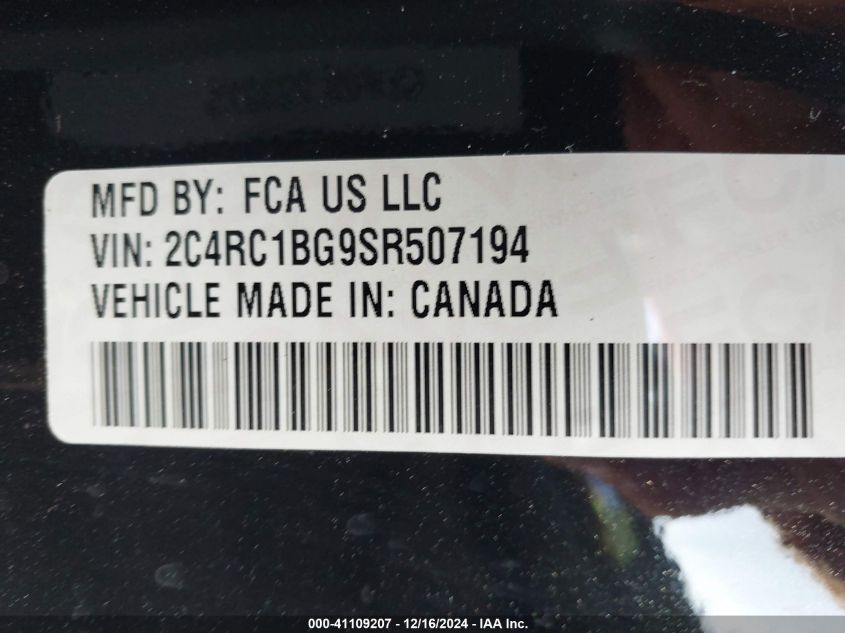 MFD BY: FCA US LLC
VIN: 2C4RC1BG9SR507194
VEHICLE MADE IN: CANADA
000-41109207 - 12/16/2024 - IAA Inc.